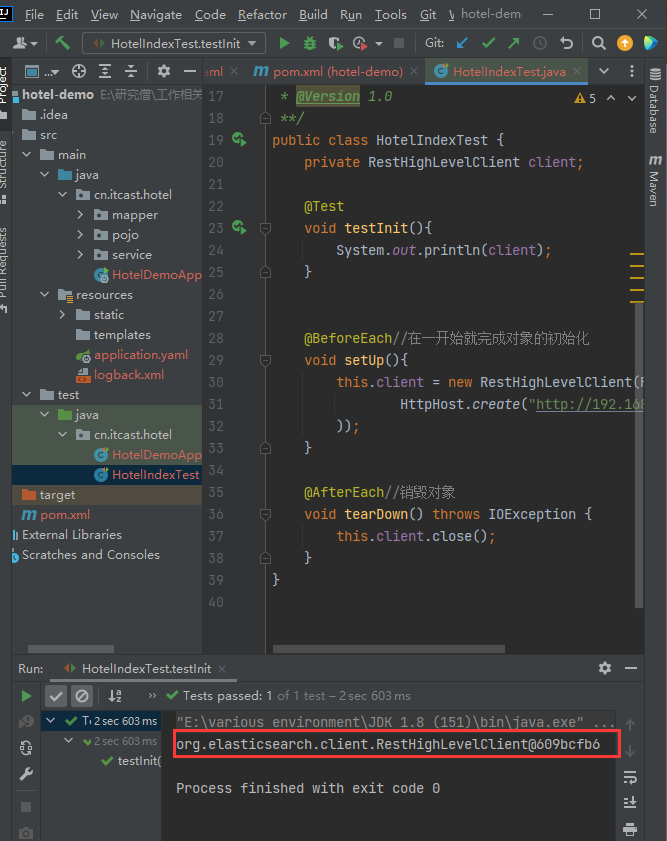 File Edit View Navigate Code Refactor Build Run Tools Git hotel-dem
HotelIndexTest.testInit
Git:
Project
Structure
Pull Requests
...
hotel-demo E:\研究僧\工作相关
.idea
src
main
java
cn.itcast.hotel
mapper
pojo
service
HotelDemoApp
resources
static
templates
application.yaml
logback.xml
test
java
cn.itcast.hotel
HotelDemoApp
HotelIndexTest
target
pom.xml
External Libraries
Scratches and Consoles
ml
pom.xml (hotel-demo)
HotelIndexTest.java
5
17 * @Version 1.0
18 **/
19 public class HotelIndexTest {
20 private RestHighLevelClient client;
21
22 @Test
23 void testInit(){
24 System.out.println(client);
25 }
26
27
28 @BeforeEach//在一开始就完成对象的初始化
29 void setUp(){
30 this.client = new RestHighLevelClient(
31 HttpHost.create("http://192.168
32 ));
33 }
34
35 @AfterEach//销毁对象
36 void tearDown() throws IOException {
37 this.client.close();
38 }
39 }
40
Database
Maven
Run: HotelIndexTest.testInit
Tests passed: 1 of 1 test – 2 sec 603 ms
2 sec 603 ms
2 sec 603 ms
testInit(
"E:\various environment\JDK 1.8 (151)\bin\java.exe" ...
org.elasticsearch.client.RestHighLevelClient@609bcfb6
Process finished with exit code 0